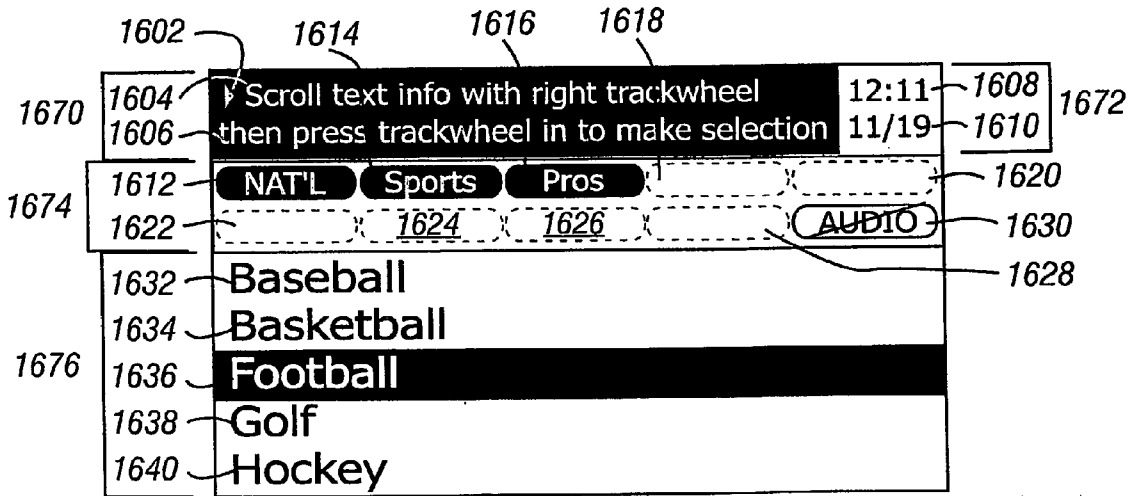 1602 1614 1616 1618
1670 1604 Scroll text info with right trackwheel 12:11 1608 1672
1606 then press trackwheel in to make selection 11/19 1610
1674 1612 NAT'L Sports Pros 1620
1622 1624 1626 AUDIO 1630
1628
1632 Baseball
1634 Basketball
1676 1636 Football
1638 Golf
1640 Hockey